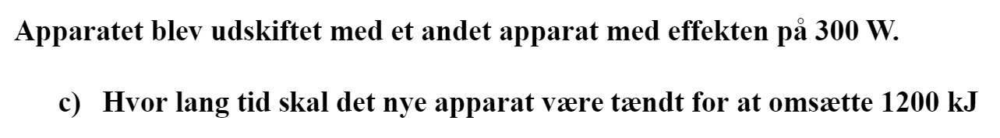 Apparatet blev udskiftet med et andet apparat med effekten på 300 W.
c) Hvor lang tid skal det nye apparat være tændt for at omsætte 1200 kJ